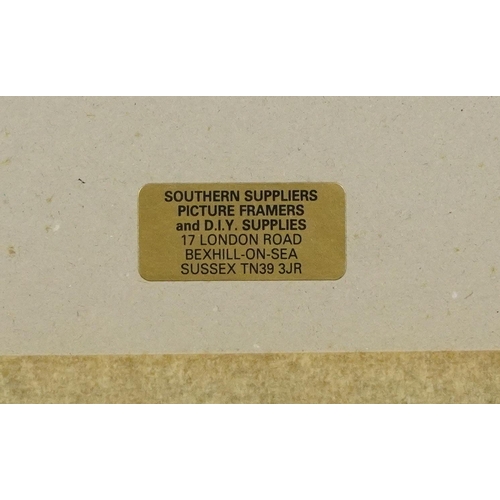 SOUTHERN SUPPLIERS
PICTURE FRAMERS
and D.I.Y. SUPPLIES
17 LONDON ROAD
BEXHILL-ON-SEA
SUSSEX TN39 3JR